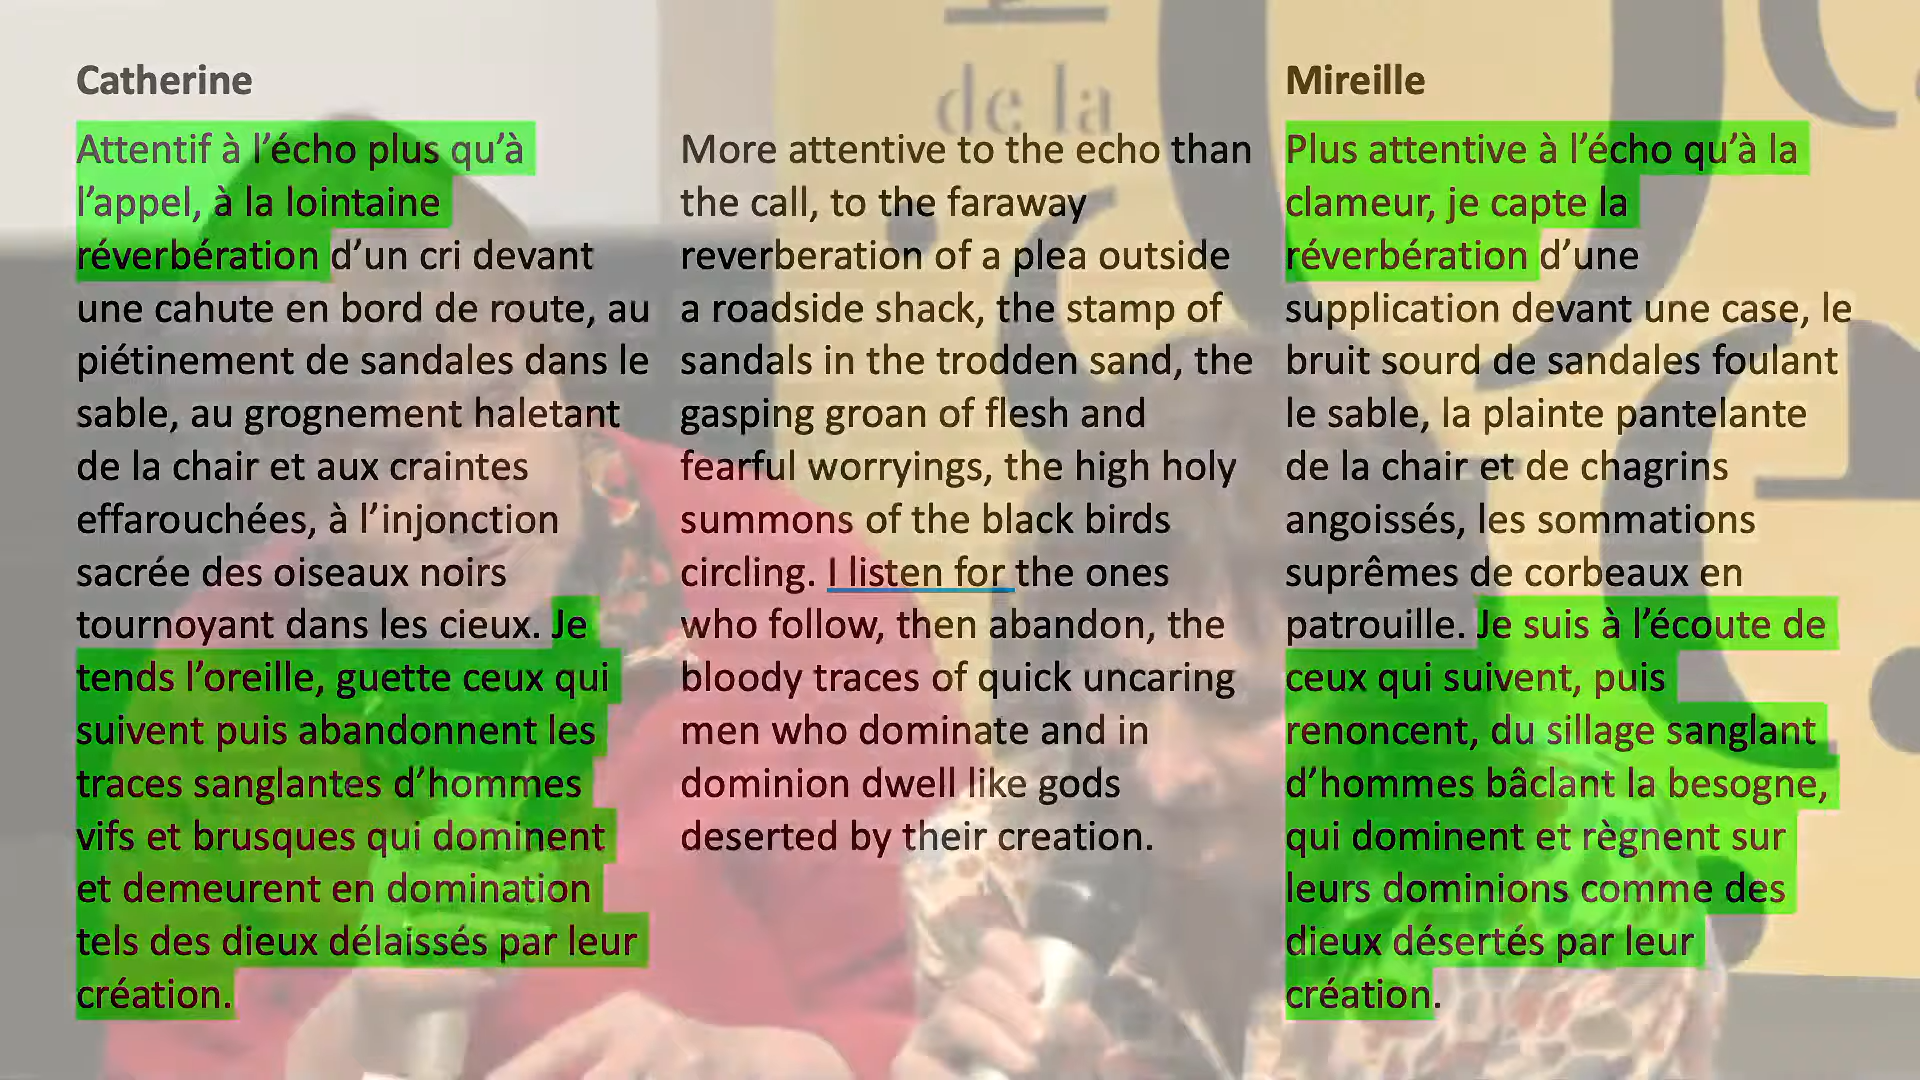 de la
Catherine
Attentif à l’écho plus qu’à
l’appel, à la lointaine
réverbération d’un cri devant
une cahute en bord de route, au
piétinement de sandales dans le
sable, au grognement haletant
de la chair et aux craintes
effarouchées, à l’injonction
sacrée des oiseaux noirs
tournoyant dans les cieux. Je
tends l’oreille, guette ceux qui
suivent puis abandonnent les
traces sanglantes d’hommes
vifs et brusques qui dominent
et demeurent en domination
tels des dieux délaissés par leur
création.
More attentive to the echo than
the call, to the faraway
reverberation of a plea outside
a roadside shack, the stamp of
sandals in the trodden sand, the
gasping groan of flesh and
fearful worryings, the high holy
summons of the black birds
circling. I listen for the ones
who follow, then abandon, the
bloody traces of quick uncaring
men who dominate and in
dominion dwell like gods
deserted by their creation.
Mireille
Plus attentive à l’écho qu’à la
clameur, je capte la
réverbération d’une
supplication devant une case, le
bruit sourd de sandales foulant
le sable, la plainte pantelante
de la chair et de chagrins
angoissés, les sommations
suprêmes de corbeaux en
patrouille. Je suis à l’écoute de
ceux qui suivent, puis
renoncent, du sillage sanglant
d’hommes bâclant la besogne,
qui dominent et règnent sur
leurs dominions comme des
dieux désertés par leur
création.